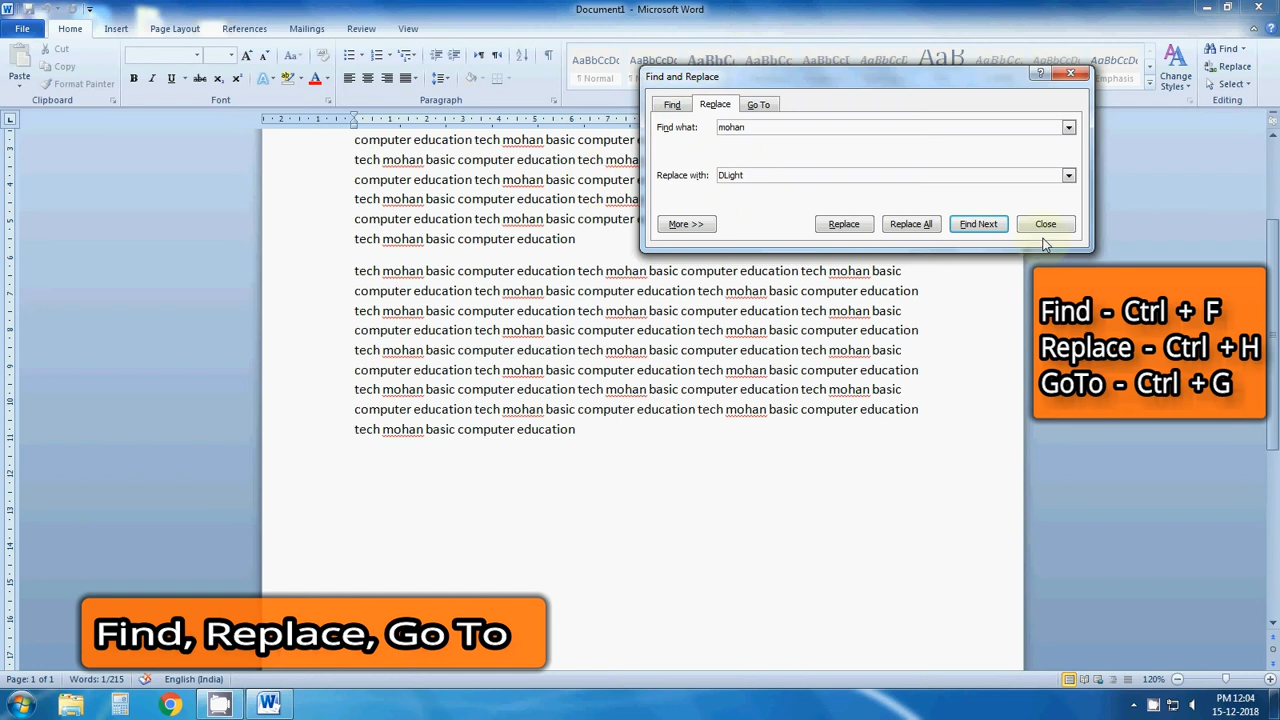 Document1 - Microsoft Word
File Home Insert Page Layout References Mailings Review View
Paste
Cut
Copy
Format Painter
Clipboard
Font
Paragraph
AaBbCcDc
¶ Normal
Emphasis
Change
Styles
Find
Replace
Select
Editing
Find and Replace
Find Replace Go To
Find what: mohan
Replace with: DLight
More >> Replace Replace All Find Next Close
computer education tech mohan basic computer
tech mohan basic computer education tech moha
computer education tech mohan basic computer
tech mohan basic computer education tech moha
computer education tech mohan basic computer
tech mohan basic computer education
tech mohan basic computer education tech mohan basic computer education tech mohan basic
computer education tech mohan basic computer education tech mohan basic computer education
tech mohan basic computer education tech mohan basic computer education tech mohan basic
computer education tech mohan basic computer education tech mohan basic computer education
tech mohan basic computer education tech mohan basic computer education tech mohan basic
computer education tech mohan basic computer education tech mohan basic computer education
tech mohan basic computer education tech mohan basic computer education tech mohan basic
computer education tech mohan basic computer education tech mohan basic computer education
tech mohan basic computer education
Find - Ctrl + F
Replace - Ctrl + H
GoTo - Ctrl + G
Find, Replace, Go To
Page: 1 of 1 Words: 1/215 English (India) 120%
PM 12:04
15-12-2018